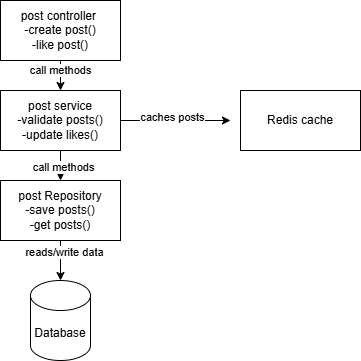 post controller
-create post()
-like post()
call methods
post service
-validate posts()
-update likes()
caches posts
Redis cache
call methods
post Repository
-save posts()
-get posts()
reads/write data
Database